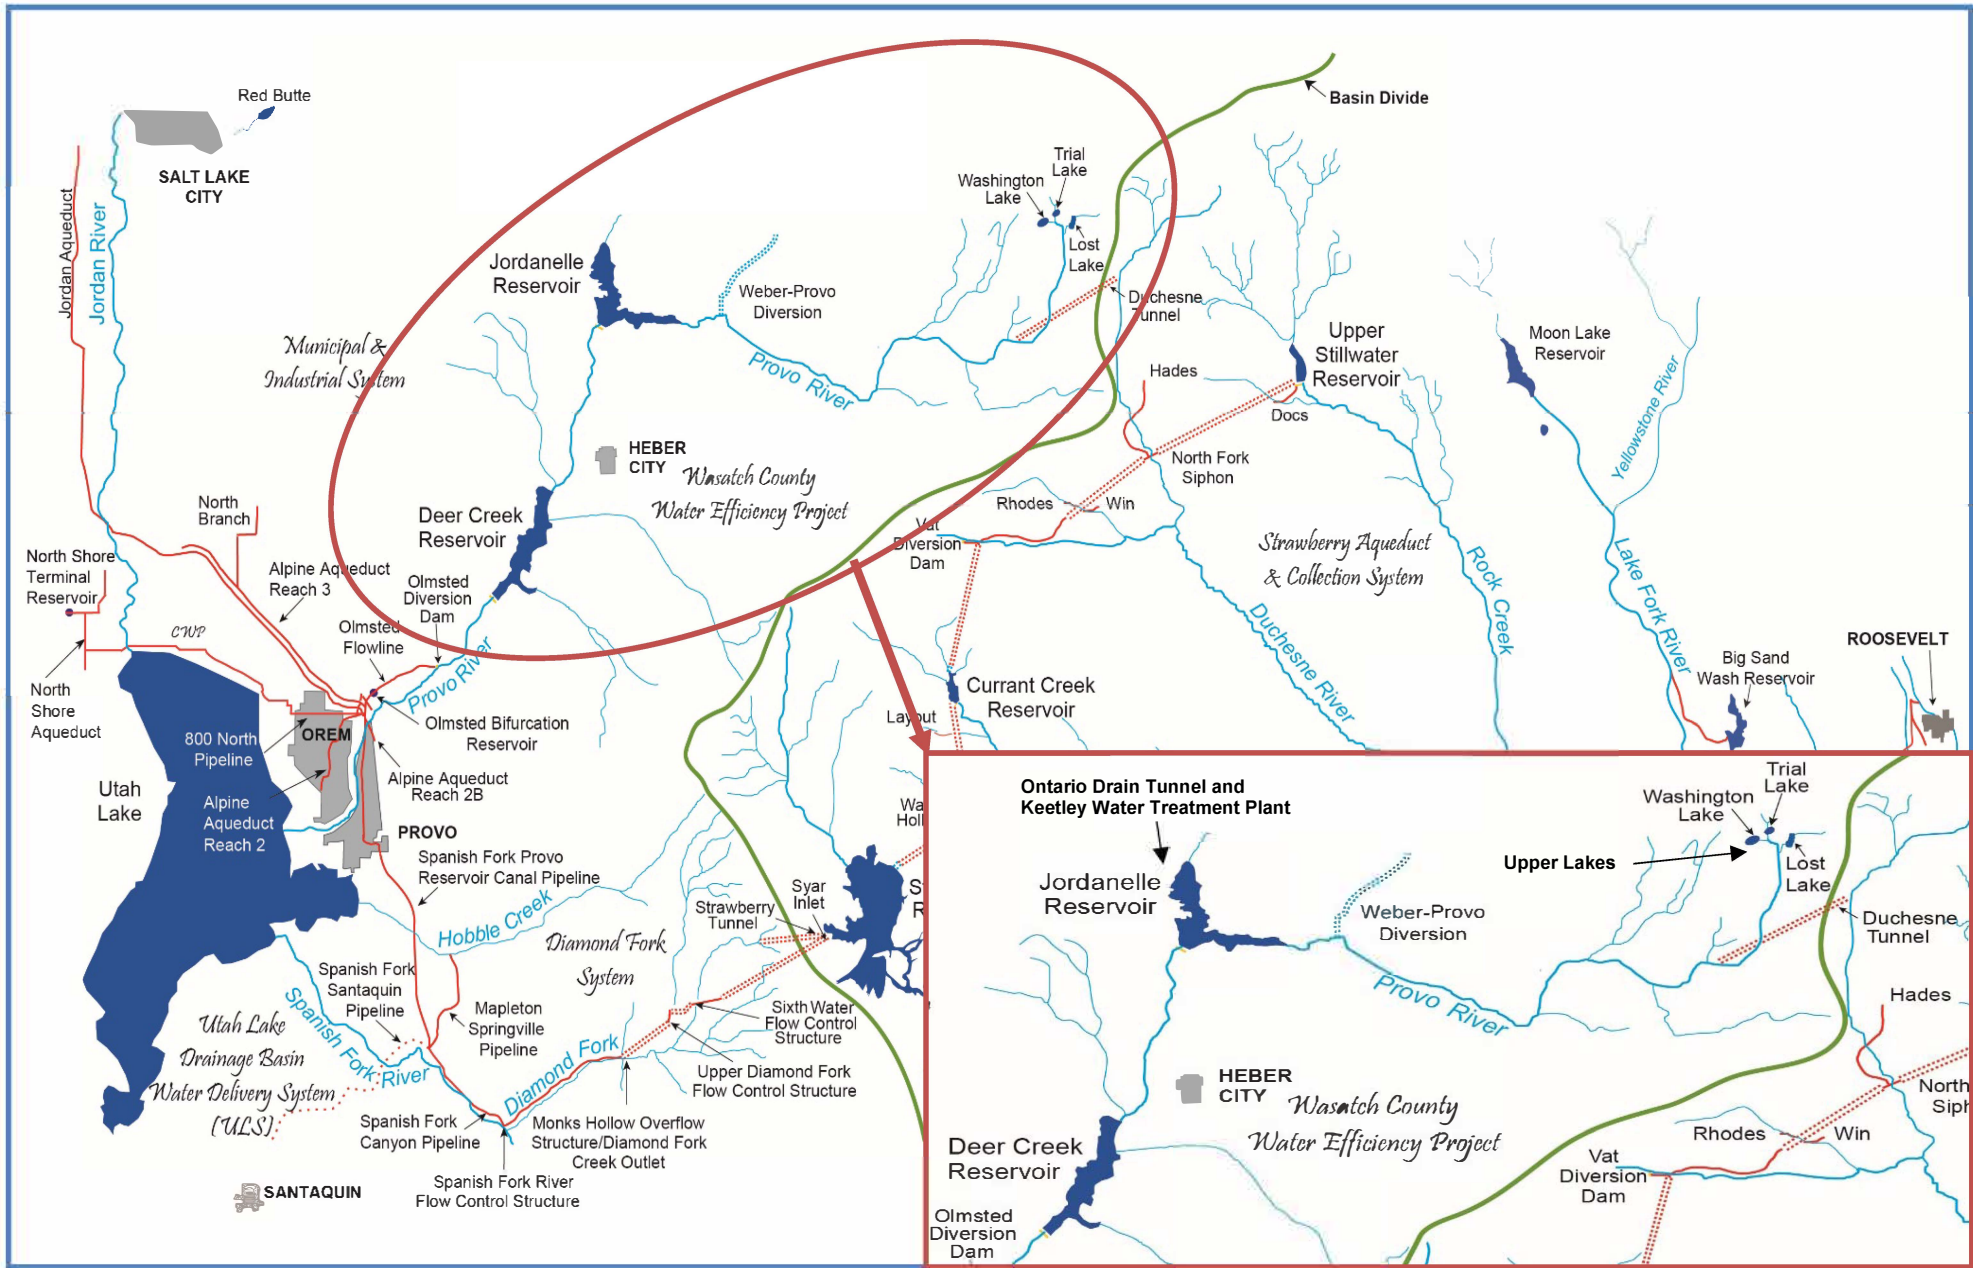 Red Butte
SALT LAKE
CITY
Jordan Aqueduct
Jordan River
Basin Divide
Trial
Lake
Washington
Lake
Lost
Lake
Jordanelle
Reservoir
Weber-Provo
Diversion
Duchesne
Tunnel
Provo River
Municipal &
Industrial System
Hades
Upper
Stillwater
Reservoir
Docs
Moon Lake
Reservoir
Yellowstone River
HEBER
CITY
Wasatch County
Water Efficiency Project
North Fork
Siphon
Rhodes
Win
Vat
Diversion
Dam
Strawberry Aqueduct
& Collection System
Rock Creek
Lake Fork River
Duchesne River
North
Branch
Deer Creek
Reservoir
North Shore
Terminal
Reservoir
Alpine Aqueduct
Reach 3
Olmsted
Diversion
Dam
CWP
Olmsted
Flowline
Provo River
North
Shore
Aqueduct
Olmsted Bifurcation
Reservoir
Currant Creek
Reservoir
Layout
Big Sand
Wash Reservoir
ROOSEVELT
800 North
Pipeline
OREM
Alpine Aqueduct
Reach 2B
Utah
Lake
Alpine
Aqueduct
Reach 2
PROVO
Spanish Fork Provo
Reservoir Canal Pipeline
Wa
Holl
Syar
Inlet
S
R
Strawberry
Tunnel
Hobble Creek
Diamond Fork
System
Spanish Fork
Santaquin
Pipeline
Spanish Fork River
Mapleton
Springville
Pipeline
Sixth Water
Flow Control
Structure
Diamond Fork
Upper Diamond Fork
Flow Control Structure
Utah Lake
Drainage Basin
Water Delivery System
(ULS)
Spanish Fork
Canyon Pipeline
Monks Hollow Overflow
Structure/Diamond Fork
Creek Outlet
Spanish Fork River
Flow Control Structure
SANTAQUIN
Ontario Drain Tunnel and
Keetley Water Treatment Plant
Trial
Lake
Washington
Lake
Upper Lakes
Lost
Lake
Jordanelle
Reservoir
Weber-Provo
Diversion
Duchesne
Tunnel
Provo River
Hades
HEBER
CITY
Wasatch County
Water Efficiency Project
North
Siph
Rhodes
Win
Vat
Diversion
Dam
Deer Creek
Reservoir
Olmsted
Diversion
Dam